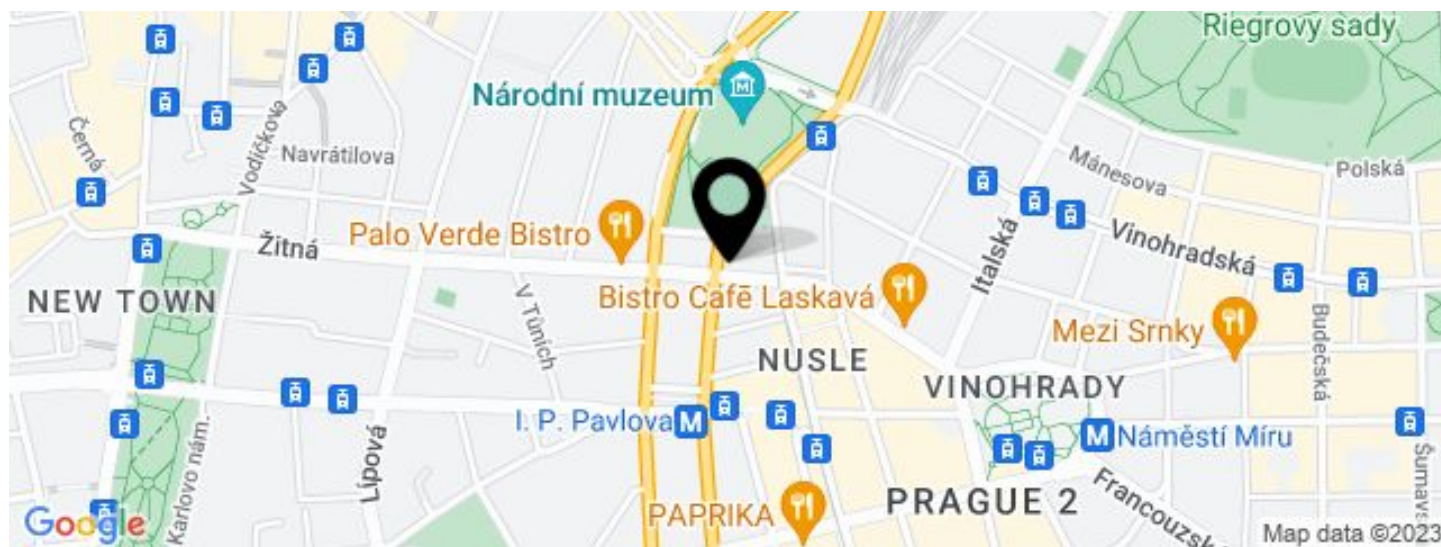 Riegrovy sady
Národní muzeum
Černá
Vodičkova
Navrátilova
Mánesova
Polská
Palo Verde Bistro
Žitná
Italská
Vinohradská
NEW TOWN
V Tůních
Bistro Café Laskavá
Mezi Srnky
Budečská
NUSLE
VINOHRADY
I. P. Pavlova
M
M
Náměstí Míru
Lípová
Karlovo nám.
PAPRIKA
PRAGUE 2
Francouzská
Šumavs
Google
Map data ©2023